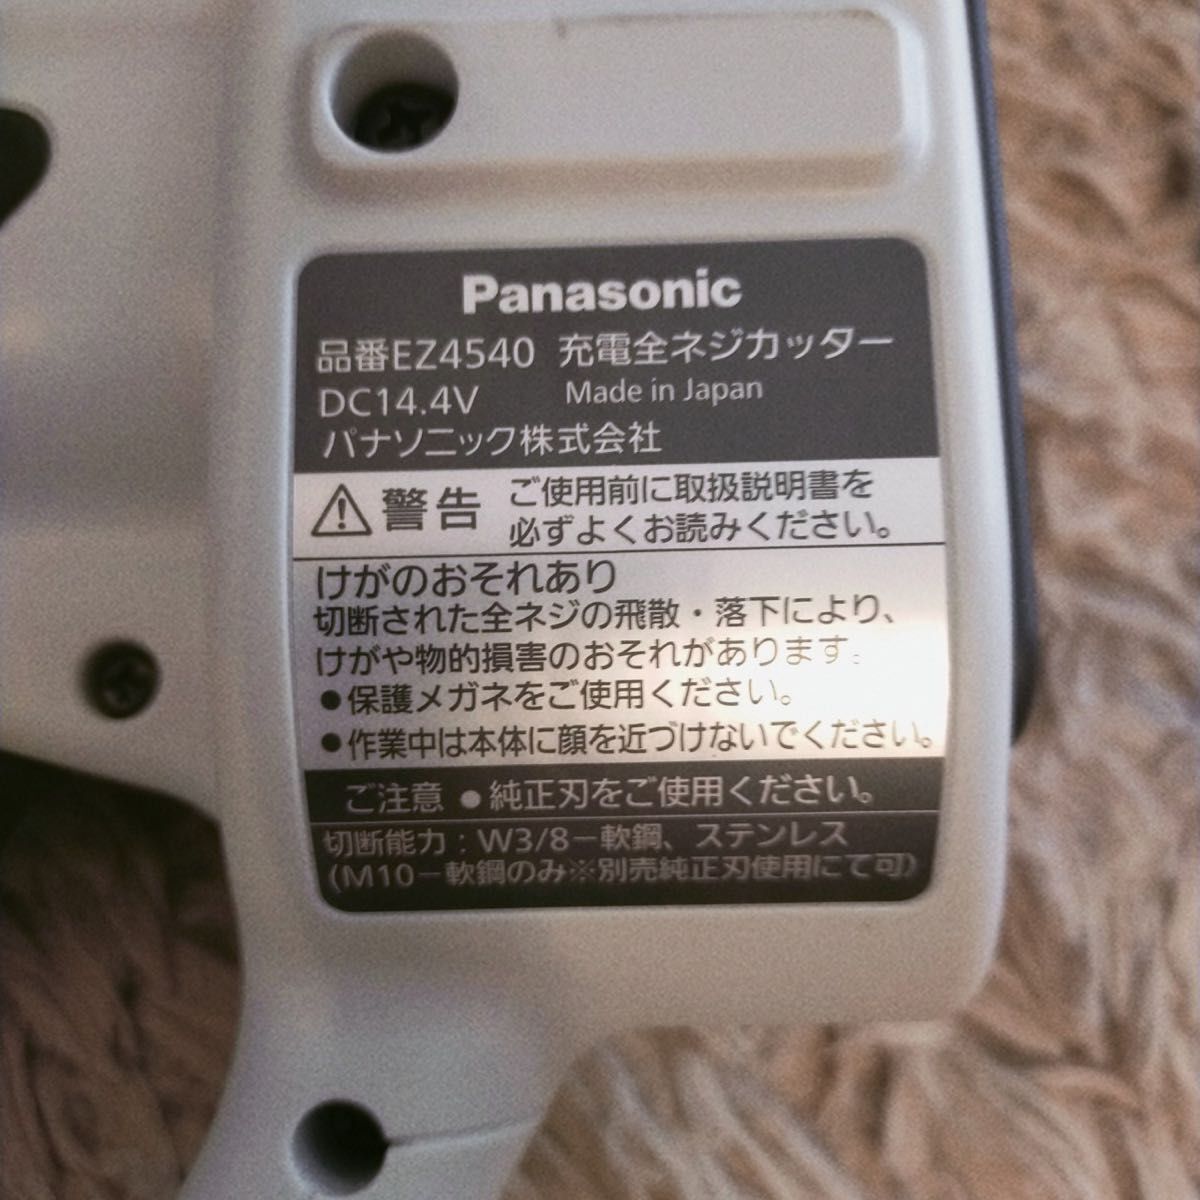 Panasonic
品番EZ4540 充電全ネジカッター
DC14.4V Made in Japan
パナソニック株式会社
警告 ご使用前に取扱説明書を
必ずよくお読みください。
けがのおそれあり
切断された全ネジの飛散・落下により、
けがや物的損害のおそれがあります。
●保護メガネをご使用ください。
●作業中は本体に顔を近づけないでください。
ご注意 ●純正刃をご使用ください。
切断能力：W3/8－軟鋼、ステンレス
(M10－軟鋼のみ※別売純正刃使用にて可)